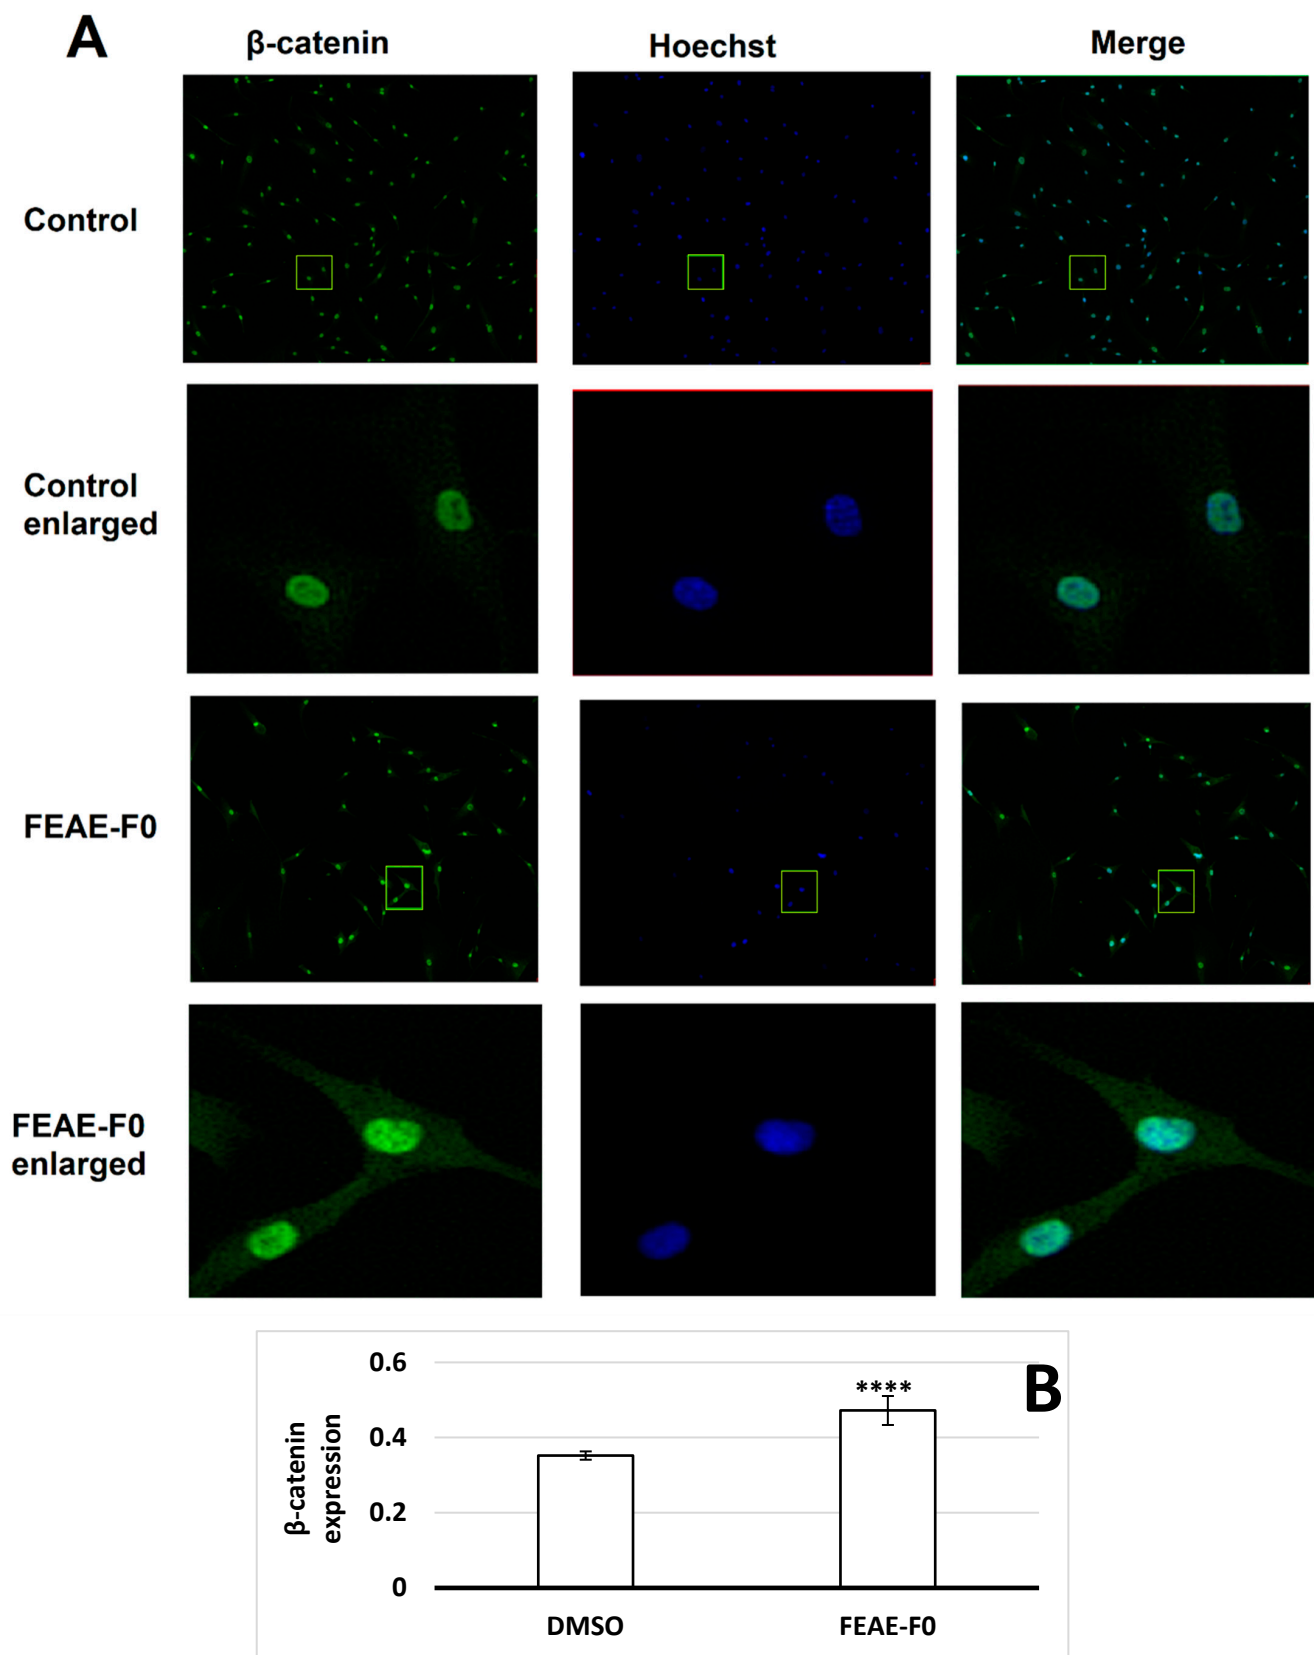 A
β-catenin
Hoechst
Merge
Control
Control
enlarged
FEAE-F0
FEAE-F0
enlarged
B
0.6
0.4
0.2
0
β-catenin
expression
****
DMSO
FEAE-F0